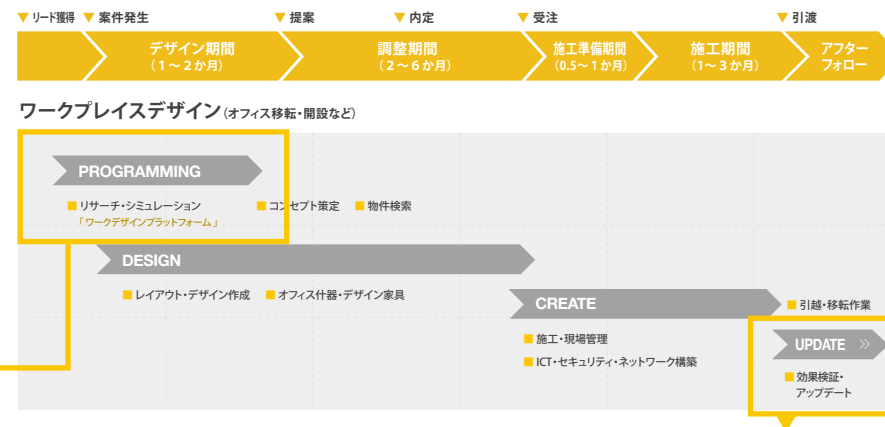 ▼ リード獲得 ▼ 案件発生 ▼ 提案 ▼ 内定 ▼ 受注 ▼ 引渡
デザイン期間 調整期間 施工準備期間 施工期間 アフター
(1～2か月) (2～6か月) (0.5～1か月) (1～3か月) フォロー
ワークプレイスデザイン(オフィス移転・開設など)
PROGRAMMING
■ リサーチ・シミュレーション ■ コンセプト策定 ■ 物件検索
「ワークデザインプラットフォーム」
DESIGN
■ レイアウト・デザイン作成 ■ オフィス什器・デザイン家具
CREATE ■ 引越・移転作業
■ 施工・現場管理
UPDATE »
■ ICT・セキュリティ・ネットワーク構築
■ 効果検証・
アップデート